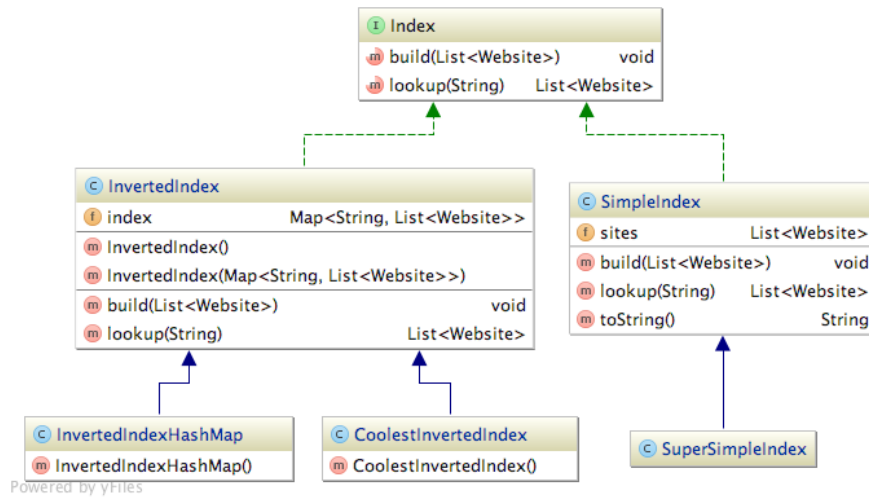 I Index
m build(List<Website>) void
m lookup(String) List<Website>
C InvertedIndex
f index Map<String, List<Website>>
m InvertedIndex()
m InvertedIndex(Map<String, List<Website>>)
m build(List<Website>) void
m lookup(String) List<Website>
C SimpleIndex
f sites List<Website>
m build(List<Website>) void
m lookup(String) List<Website>
m toString() String
C InvertedIndexHashMap
m InvertedIndexHashMap()
C CoolestInvertedIndex
m CoolestInvertedIndex()
C SuperSimpleIndex
Powered by yFiles